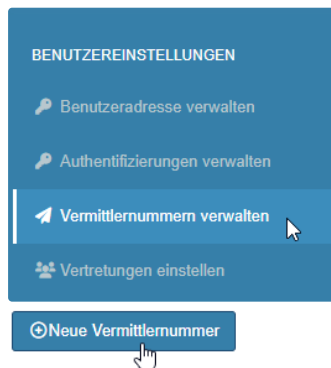 BENUTZEREINSTELLUNGEN
Benutzeradresse verwalten
Authentifizierungen verwalten
Vermittlernummern verwalten
Vertretungen einstellen
Neue Vermittlernummer